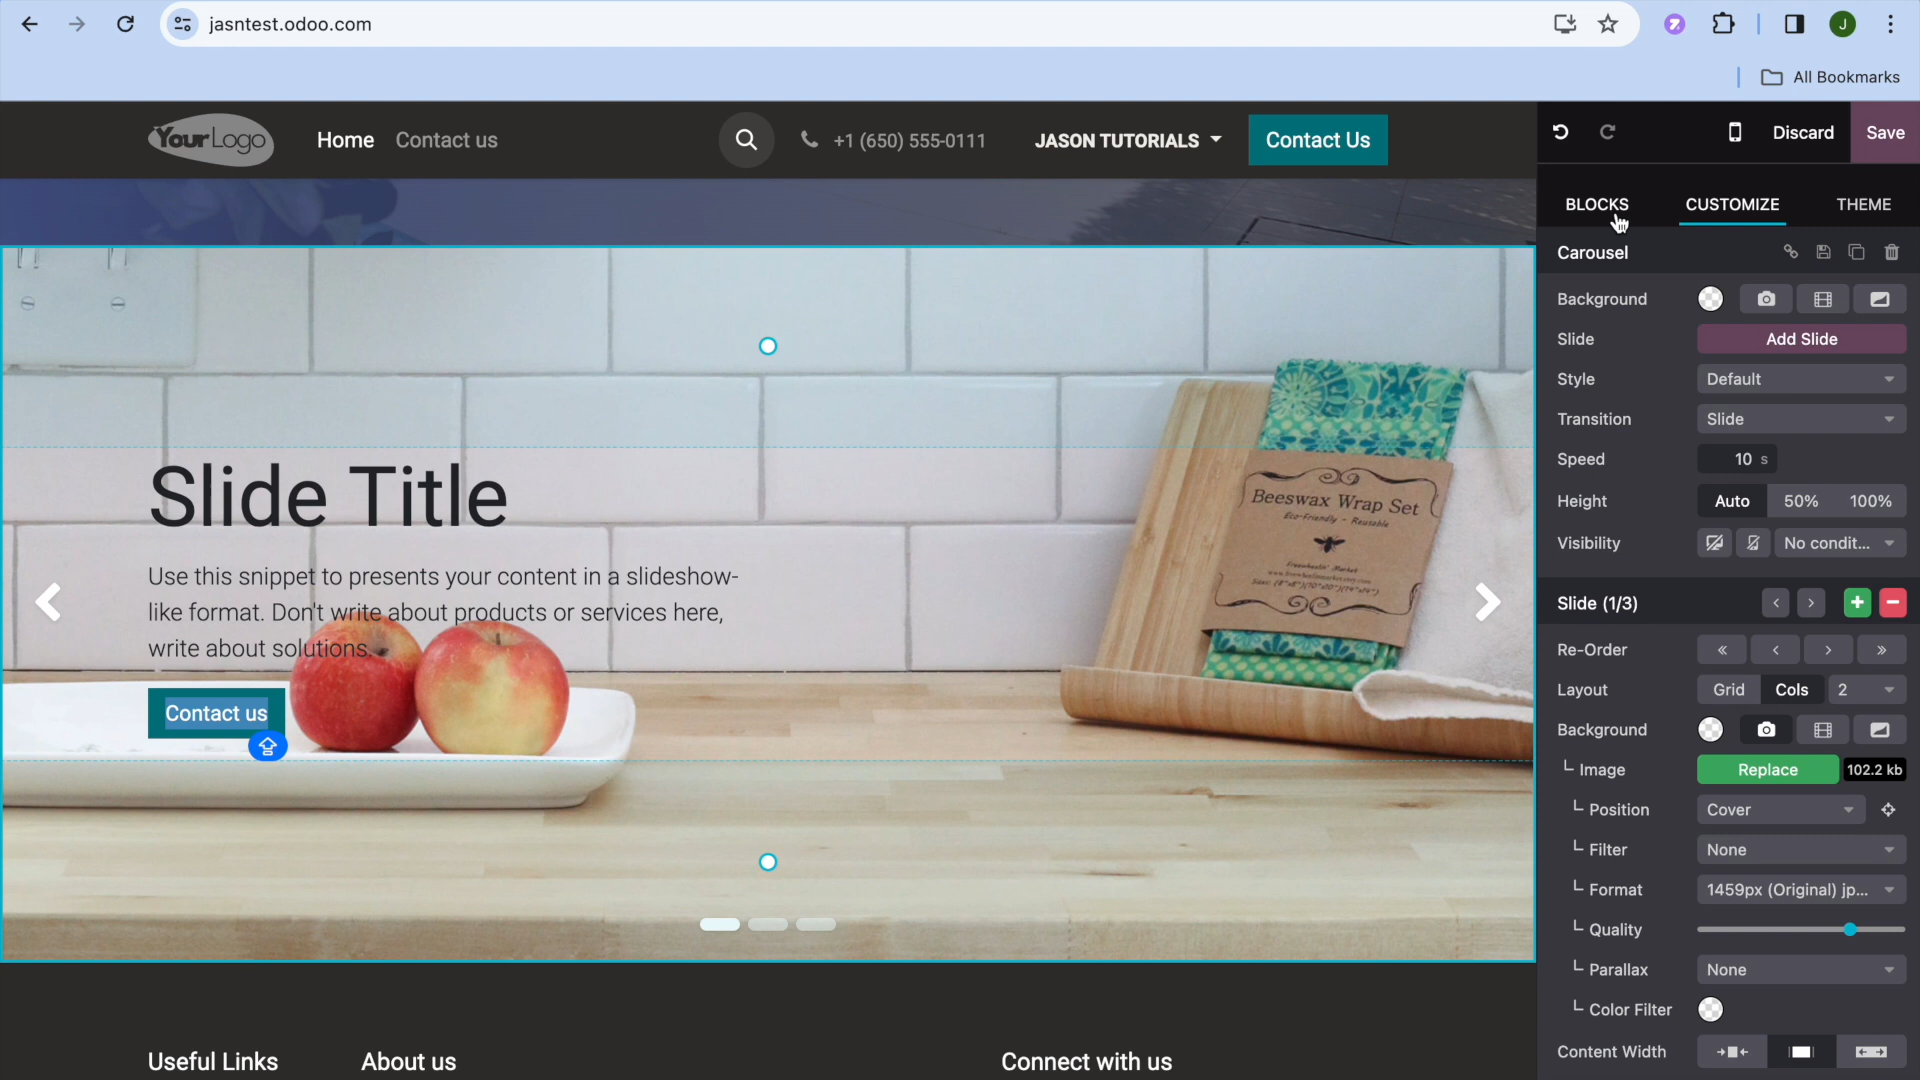 jasntest.odoo.com
J
All Bookmarks
YourLogo
Home
Contact us
+1 (650) 555-0111
JASON TUTORIALS
Contact Us
Discard
Save
BLOCKS
CUSTOMIZE
THEME
Carousel
Background
Slide
Add Slide
Style
Default
Transition
Slide
Speed
10 s
Height
Auto
50%
100%
Visibility
No condit...
Slide (1/3)
Re-Order
Layout
Grid
Cols
2
Background
Image
Replace
102.2 kb
Position
Cover
Filter
None
Format
1459px (Original) jp...
Quality
Parallax
None
Color Filter
Content Width
Slide Title
Use this snippet to presents your content in a slideshow-
like format. Don't write about products or services here,
write about solutions.
Contact us
Beeswax Wrap Set
Eco-Friendly - Reusable
Useful Links
About us
Connect with us